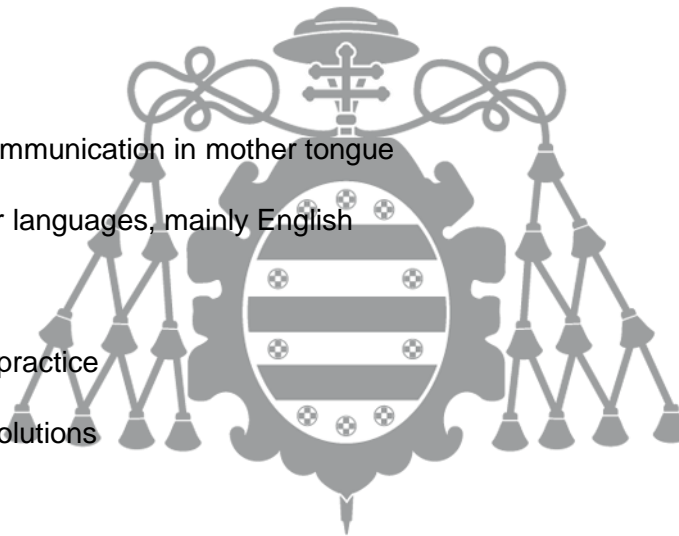 mmunication in mother tongue
r languages, mainly English
practice
olutions